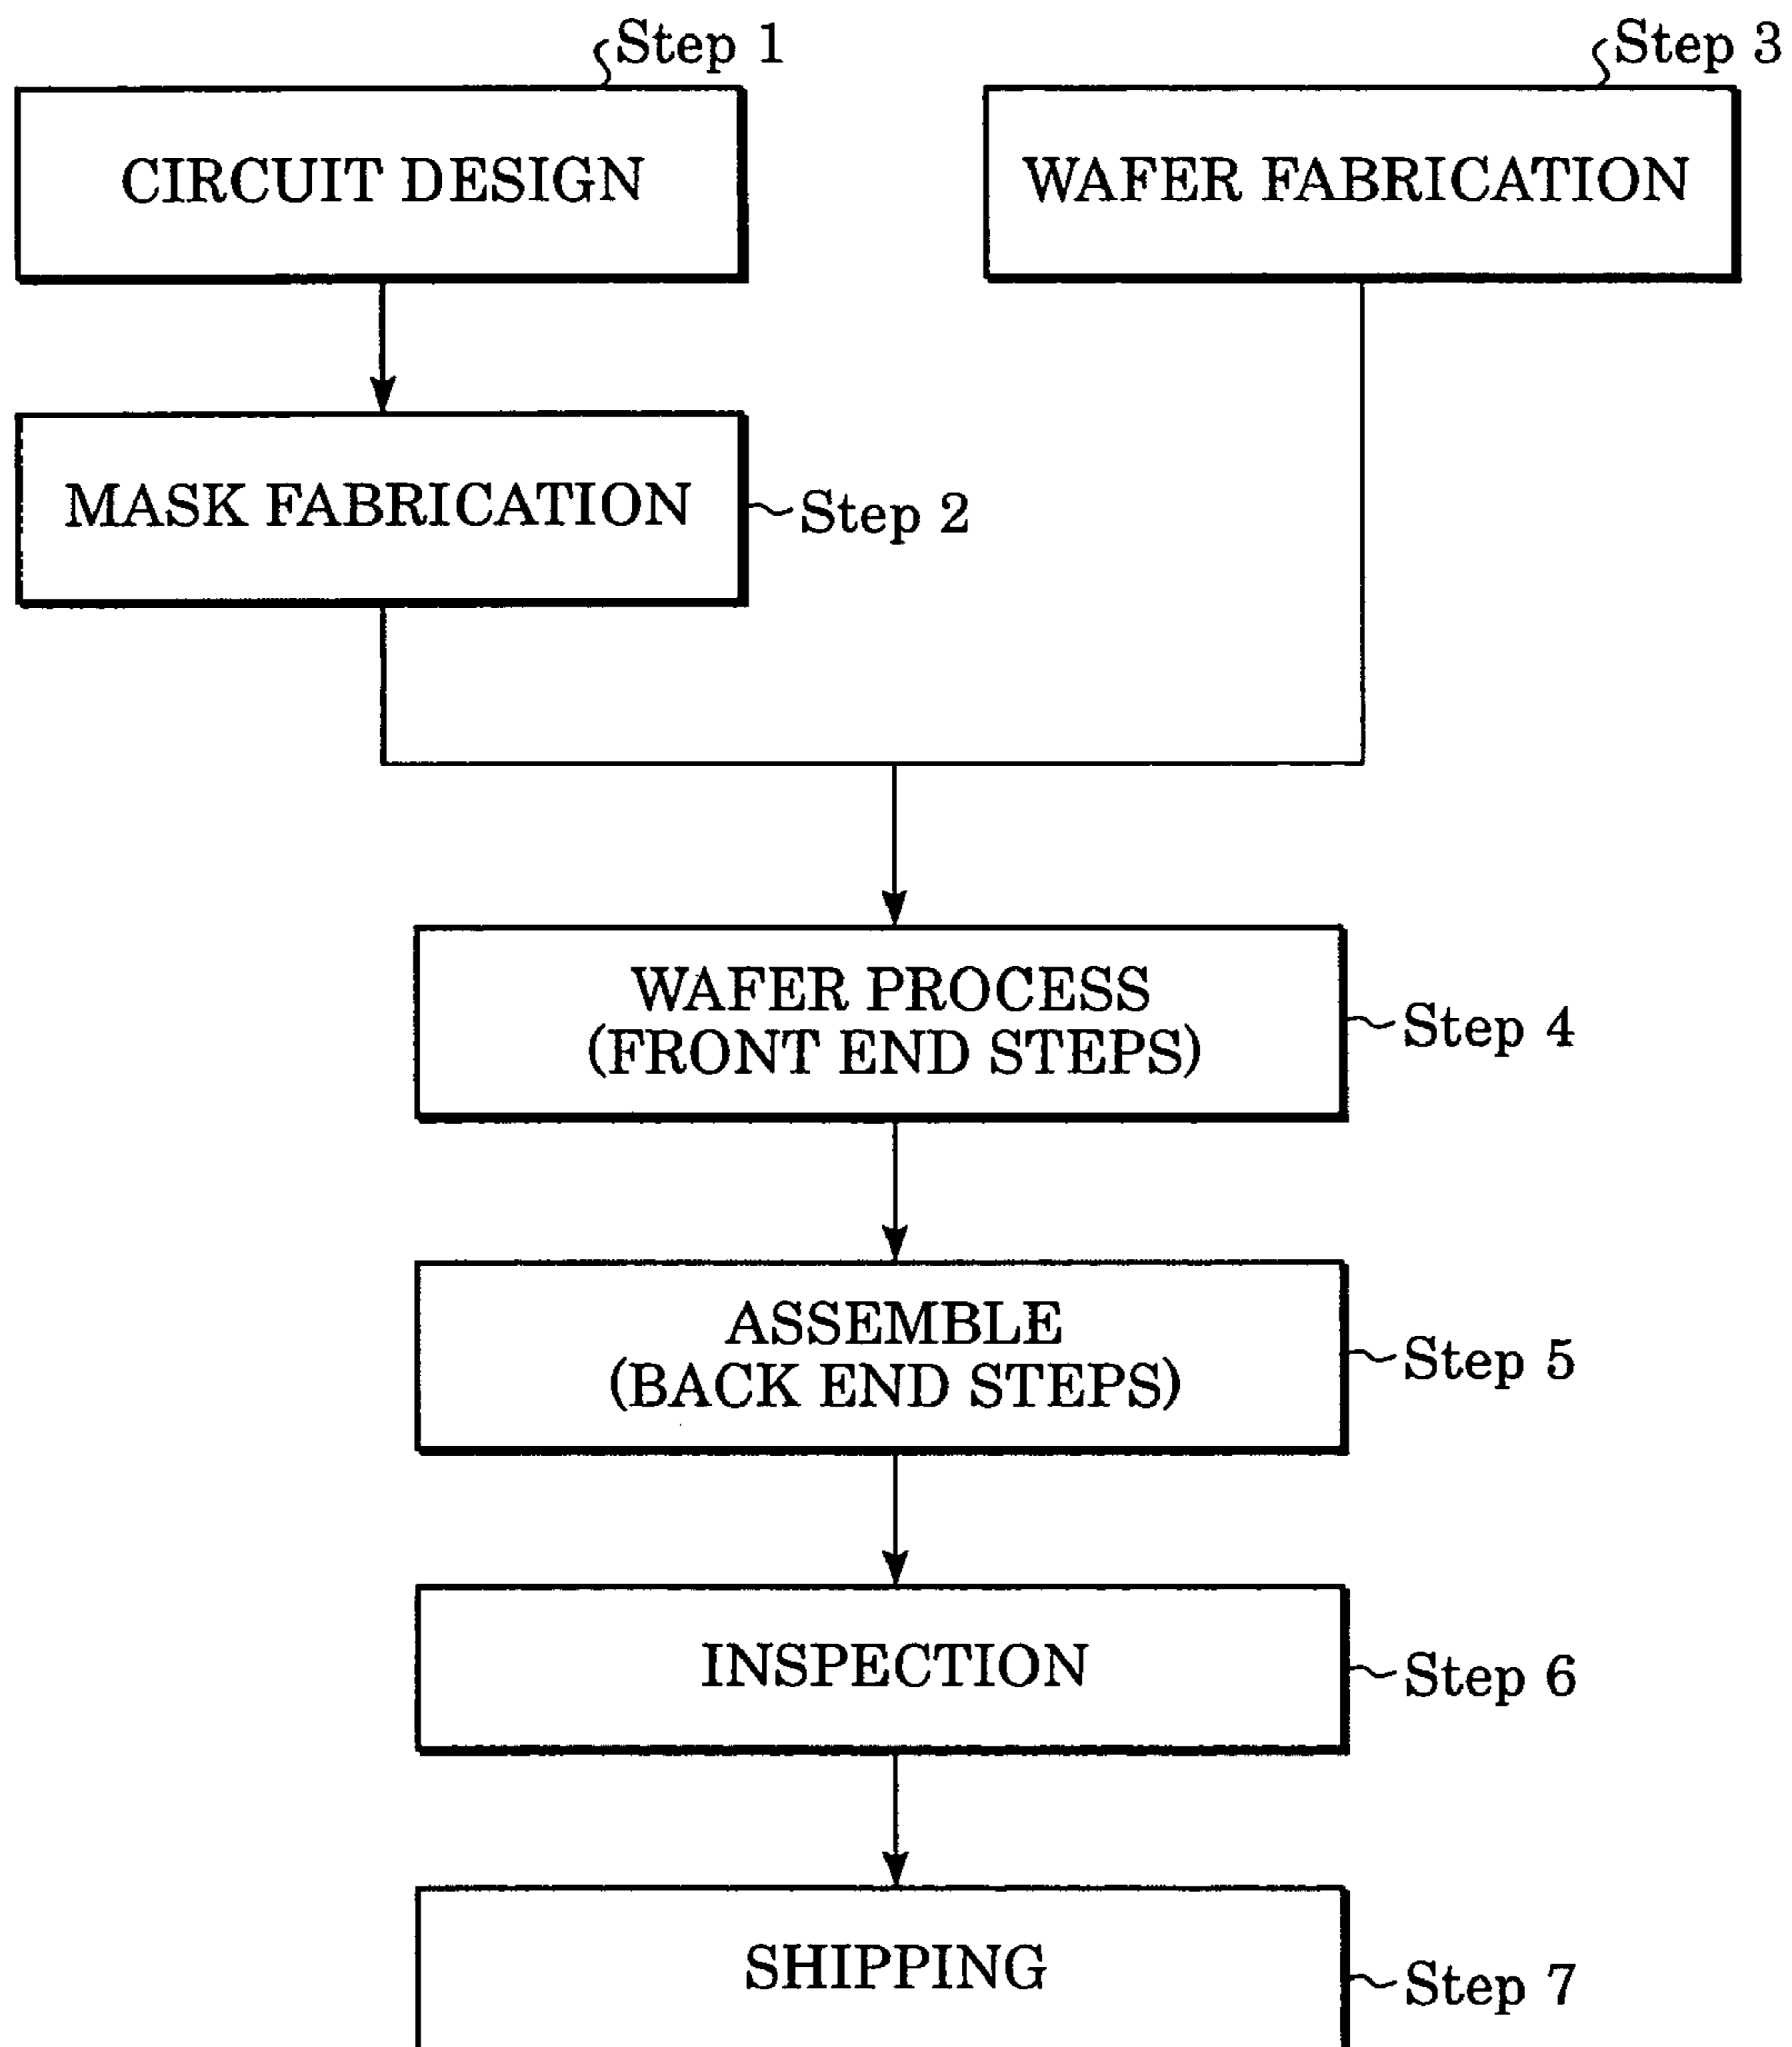 Step 1
CIRCUIT DESIGN
Step 3
WAFER FABRICATION
MASK FABRICATION
Step 2
WAFER PROCESS
(FRONT END STEPS)
Step 4
ASSEMBLE
(BACK END STEPS)
Step 5
INSPECTION
Step 6
SHIPPING
Step 7